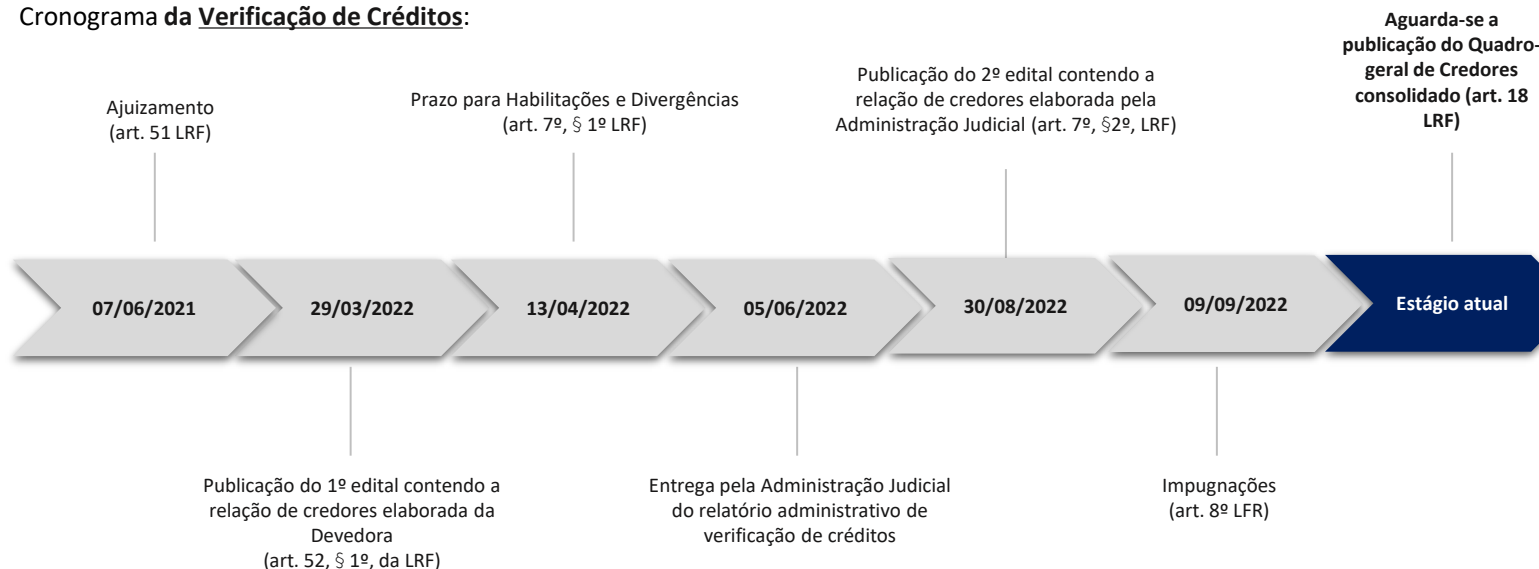 Cronograma da Verificação de Créditos:
Ajuizamento
(art. 51 LRF)
Prazo para Habilitações e Divergências
(art. 7º, § 1º LRF)
Publicação do 2º edital contendo a
relação de credores elaborada pela
Administração Judicial (art. 7º, §2º, LRF)
Aguarda-se a
publicação do Quadro-
geral de Credores
consolidado (art. 18
LRF)
07/06/2021
29/03/2022
13/04/2022
05/06/2022
30/08/2022
09/09/2022
Estágio atual
Publicação do 1º edital contendo a
relação de credores elaborada da
Devedora
(art. 52, § 1º, da LRF)
Entrega pela Administração Judicial
do relatório administrativo de
verificação de créditos
Impugnações
(art. 8º LFR)